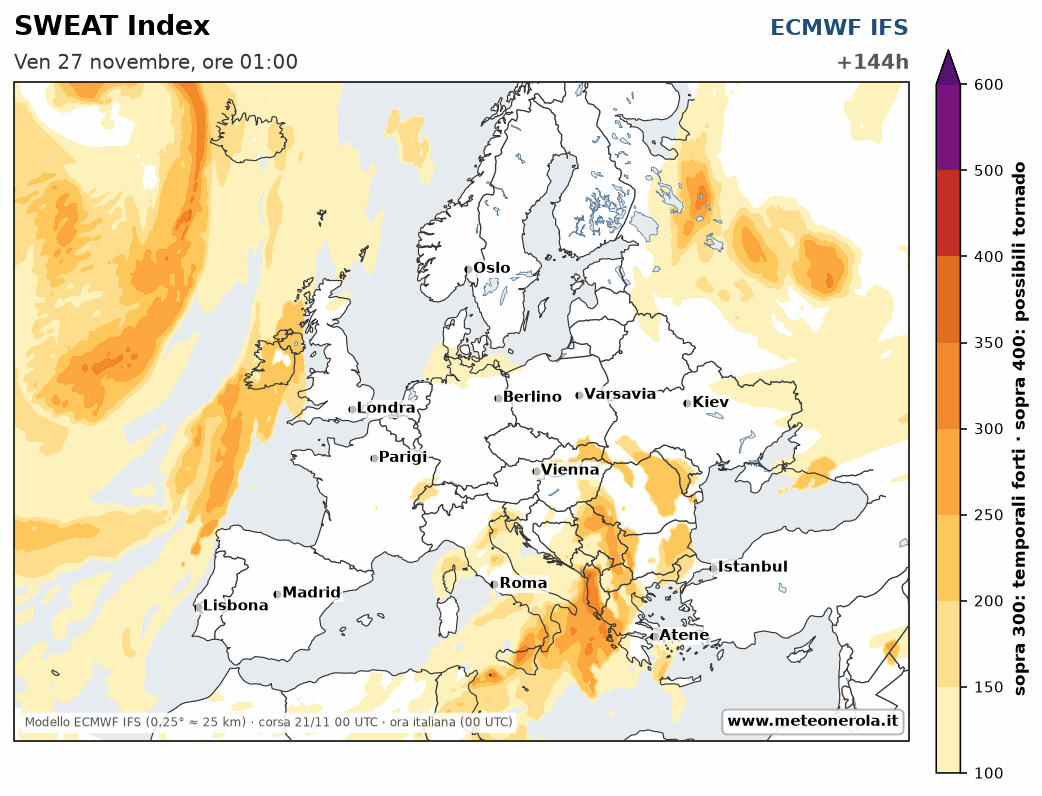 SWEAT Index
ECMWF IFS
Ven 27 novembre, ore 01:00
+144h
Oslo
Londra
Berlino
Varsavia
Kiev
Parigi
Vienna
Istanbul
Madrid
Roma
Lisbona
Atene
Modello ECMWF IFS (0,25° ≈ 25 km) · corsa 21/11 00 UTC · ora italiana (00 UTC)
www.meteonerola.it
600
500
400
350
300
250
200
150
100
sopra 300: temporali forti · sopra 400: possibili tornado